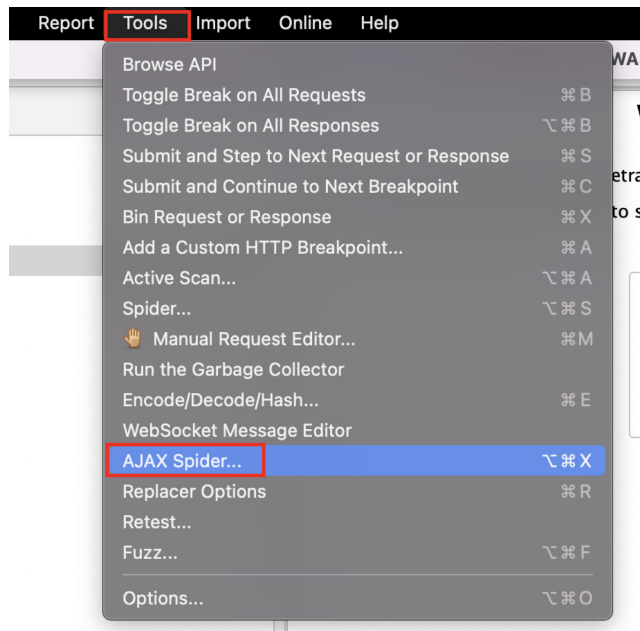 Report Tools Import Online Help
WA
Browse API
Toggle Break on All Requests ⌘ B
Toggle Break on All Responses ⌥ ⌘ B
Submit and Step to Next Request or Response ⌘ S
etra
Submit and Continue to Next Breakpoint ⌘ C
to s
Bin Request or Response ⌘ X
Add a Custom HTTP Breakpoint... ⌘ A
Active Scan... ⌥ ⌘ A
Spider... ⌥ ⌘ S
Manual Request Editor... ⌘ M
Run the Garbage Collector
Encode/Decode/Hash... ⌘ E
WebSocket Message Editor
AJAX Spider... ⌥ ⌘ X
Replacer Options ⌘ R
Retest...
Fuzz... ⌥ ⌘ F
Options... ⌥ ⌘ O